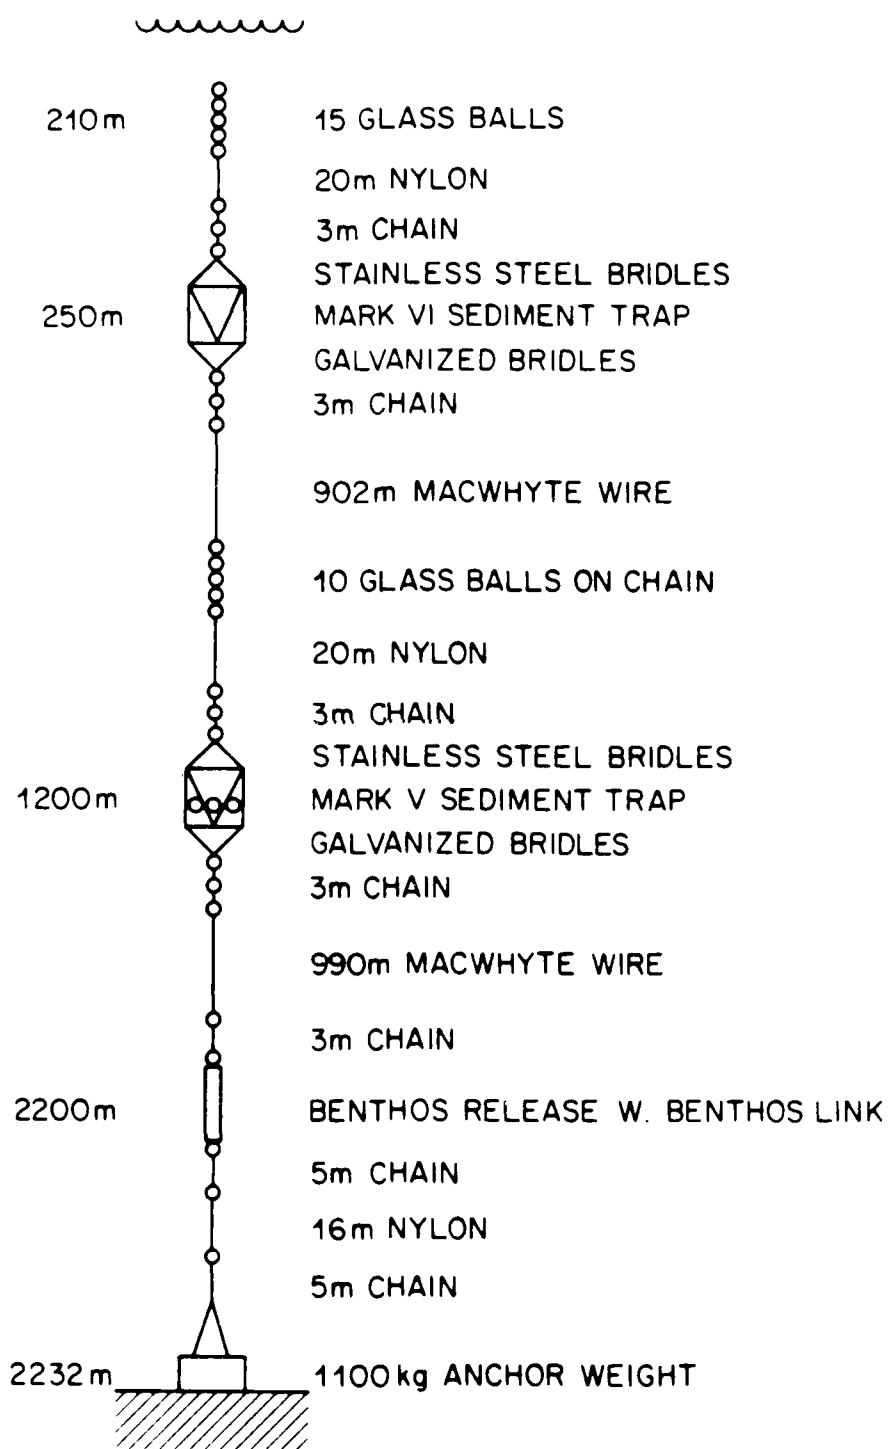 210m 15 GLASS BALLS
20m NYLON
3m CHAIN
STAINLESS STEEL BRIDLES
250m MARK VI SEDIMENT TRAP
GALVANIZED BRIDLES
3m CHAIN
902m MACWHYTE WIRE
10 GLASS BALLS ON CHAIN
20m NYLON
3m CHAIN
STAINLESS STEEL BRIDLES
1200m MARK V SEDIMENT TRAP
GALVANIZED BRIDLES
3m CHAIN
990m MACWHYTE WIRE
3m CHAIN
2200m BENTHOS RELEASE W. BENTHOS LINK
5m CHAIN
16m NYLON
5m CHAIN
2232m 1100kg ANCHOR WEIGHT